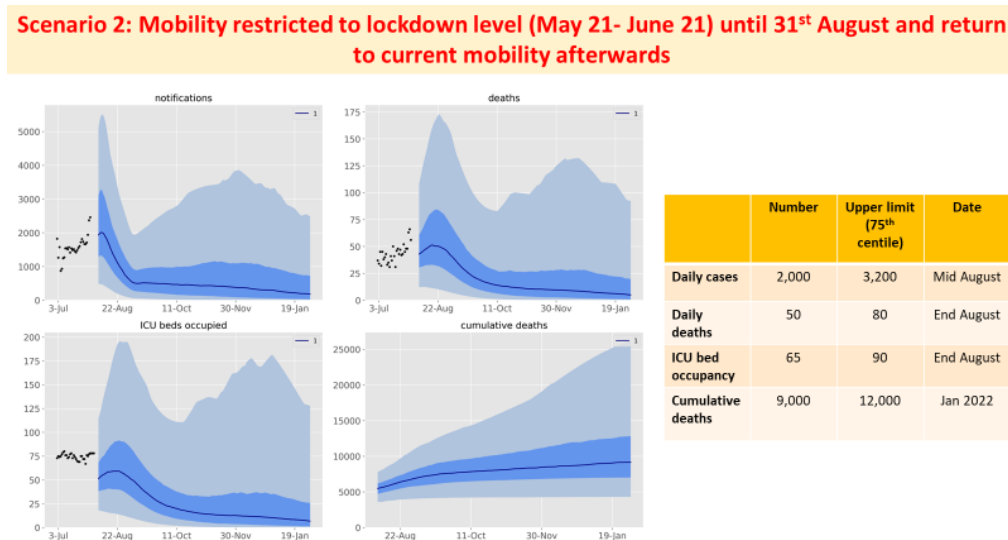 Scenario 2: Mobility restricted to lockdown level (May 21- June 21) until 31st August and return
to current mobility afterwards
notifications
1
5000
4000
3000
2000
1000
0
3-Jul 22-Aug 11-Oct 30-Nov 19-Jan
deaths
1
175
150
125
100
75
50
25
0
3-Jul 22-Aug 11-Oct 30-Nov 19-Jan
ICU beds occupied
1
200
175
150
125
100
75
50
25
0
3-Jul 22-Aug 11-Oct 30-Nov 19-Jan
cumulative deaths
1
25000
20000
15000
10000
5000
0
22-Aug 11-Oct 30-Nov 19-Jan
Number Upper limit Date
(75th
centile)
Daily cases 2,000 3,200 Mid August
Daily 50 80 End August
deaths
ICU bed 65 90 End August
occupancy
Cumulative 9,000 12,000 Jan 2022
deaths